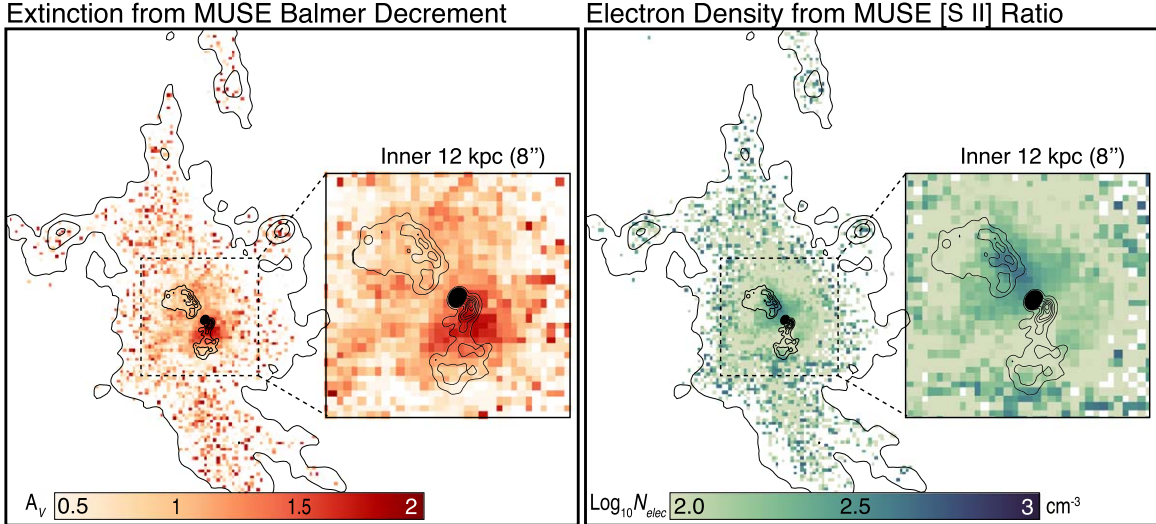 Extinction from MUSE Balmer Decrement
Inner 12 kpc (8”)
A_V 0.5 1 1.5 2
Electron Density from MUSE [S II] Ratio
Inner 12 kpc (8”)
Log₁₀N_elec 2.0 2.5 3 cm⁻³